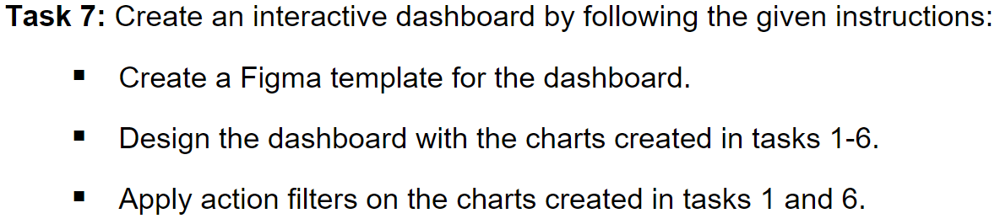 Task 7: Create an interactive dashboard by following the given instructions:
▪ Create a Figma template for the dashboard.
▪ Design the dashboard with the charts created in tasks 1-6.
▪ Apply action filters on the charts created in tasks 1 and 6.